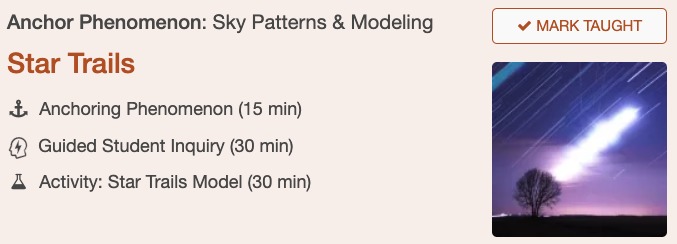 Anchor Phenomenon: Sky Patterns & Modeling
MARK TAUGHT
Star Trails
Anchoring Phenomenon (15 min)
Guided Student Inquiry (30 min)
Activity: Star Trails Model (30 min)